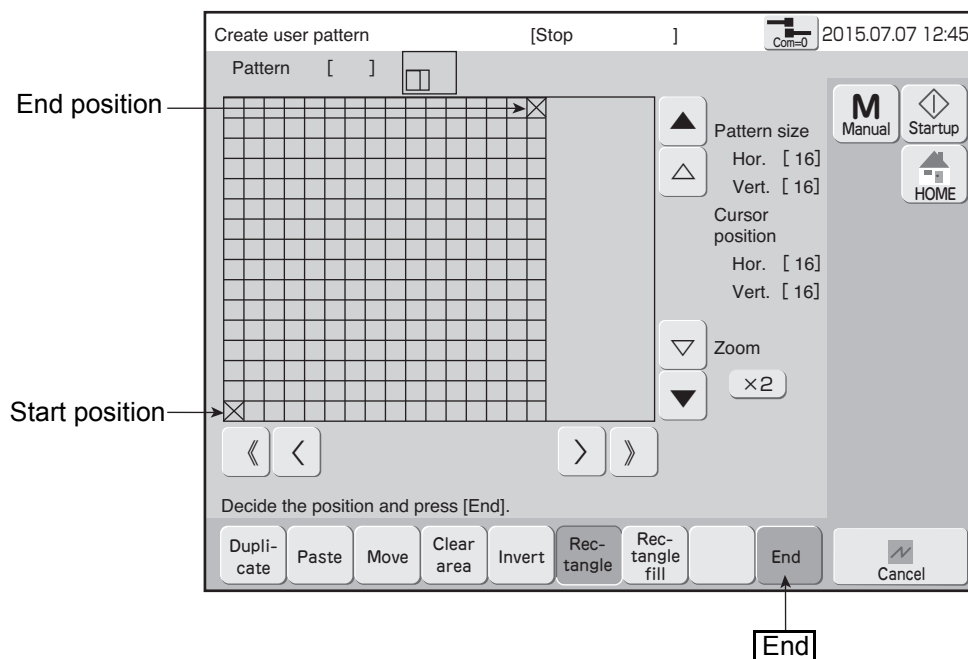 Create user pattern [Stop ] Com=0 2015.07.07 12:45
Pattern [ ]
End position
M
Manual
Startup
HOME
Pattern size
Hor. [ 16]
Vert. [ 16]
Cursor
position
Hor. [ 16]
Vert. [ 16]
Zoom
×2
Start position
Decide the position and press [End].
Dupli-
cate
Paste
Move
Clear
area
Invert
Rec-
tangle
Rec-
tangle
fill
End
Cancel
End